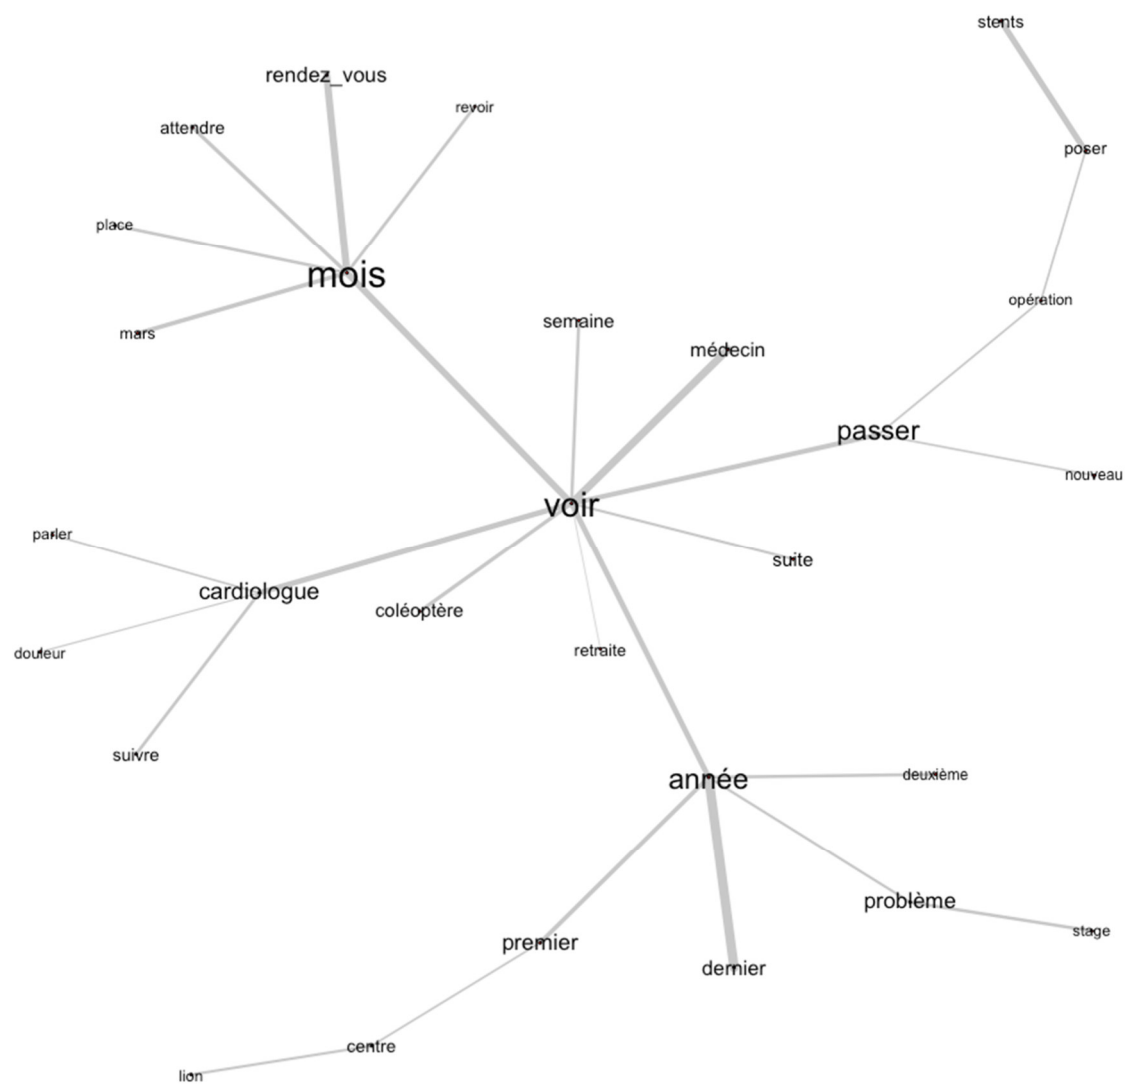 stents
rendez_vous
revoir
attendre
poser
place
mois
opération
mars
semaine
médecin
passer
nouveau
voir
parler
suite
cardiologue
coléoptère
douleur
retraite
suivre
année
deuxième
problème
stage
premier
dernier
centre
lion